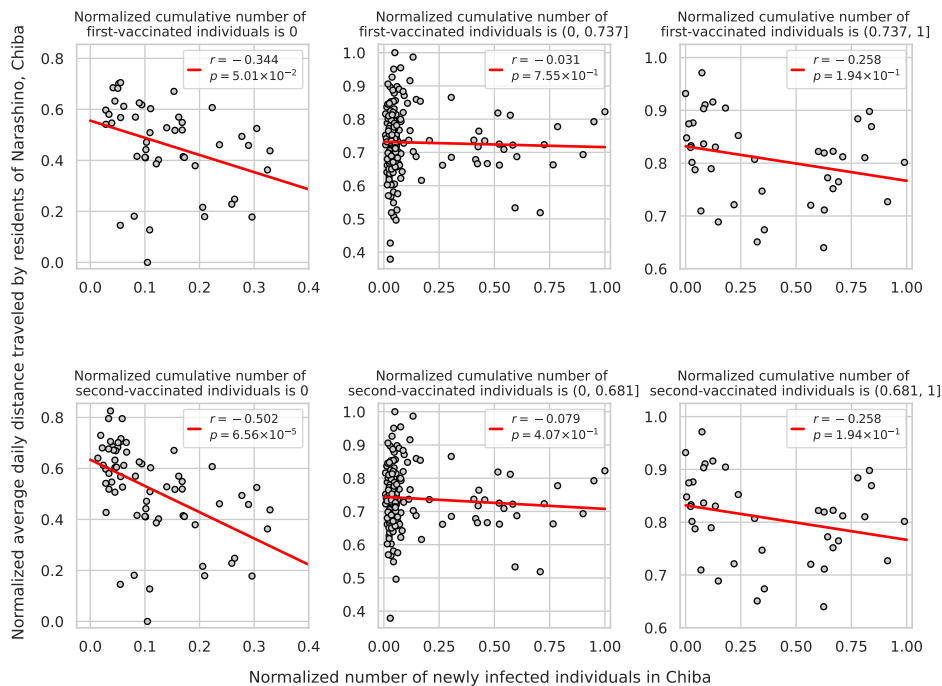 Normalized cumulative number of
first-vaccinated individuals is 0
Normalized cumulative number of
first-vaccinated individuals is (0, 0.737]
Normalized cumulative number of
first-vaccinated individuals is (0.737, 1]
r = −0.344
p = 5.01×10⁻²
0.8
0.6
0.4
0.2
0.0
0.0 0.1 0.2 0.3 0.4
r = −0.031
p = 7.55×10⁻¹
1.0
0.9
0.8
0.7
0.6
0.5
0.4
0.00 0.25 0.50 0.75 1.00
r = −0.258
p = 1.94×10⁻¹
1.0
0.9
0.8
0.7
0.6
0.00 0.25 0.50 0.75 1.00
Normalized average daily distance traveled by residents of Narashino, Chiba
Normalized cumulative number of
second-vaccinated individuals is 0
Normalized cumulative number of
second-vaccinated individuals is (0, 0.681]
Normalized cumulative number of
second-vaccinated individuals is (0.681, 1]
r = −0.502
p = 6.56×10⁻⁵
0.8
0.6
0.4
0.2
0.0
0.0 0.1 0.2 0.3 0.4
r = −0.079
p = 4.07×10⁻¹
1.0
0.9
0.8
0.7
0.6
0.5
0.4
0.00 0.25 0.50 0.75 1.00
r = −0.258
p = 1.94×10⁻¹
1.0
0.9
0.8
0.7
0.6
0.00 0.25 0.50 0.75 1.00
Normalized number of newly infected individuals in Chiba